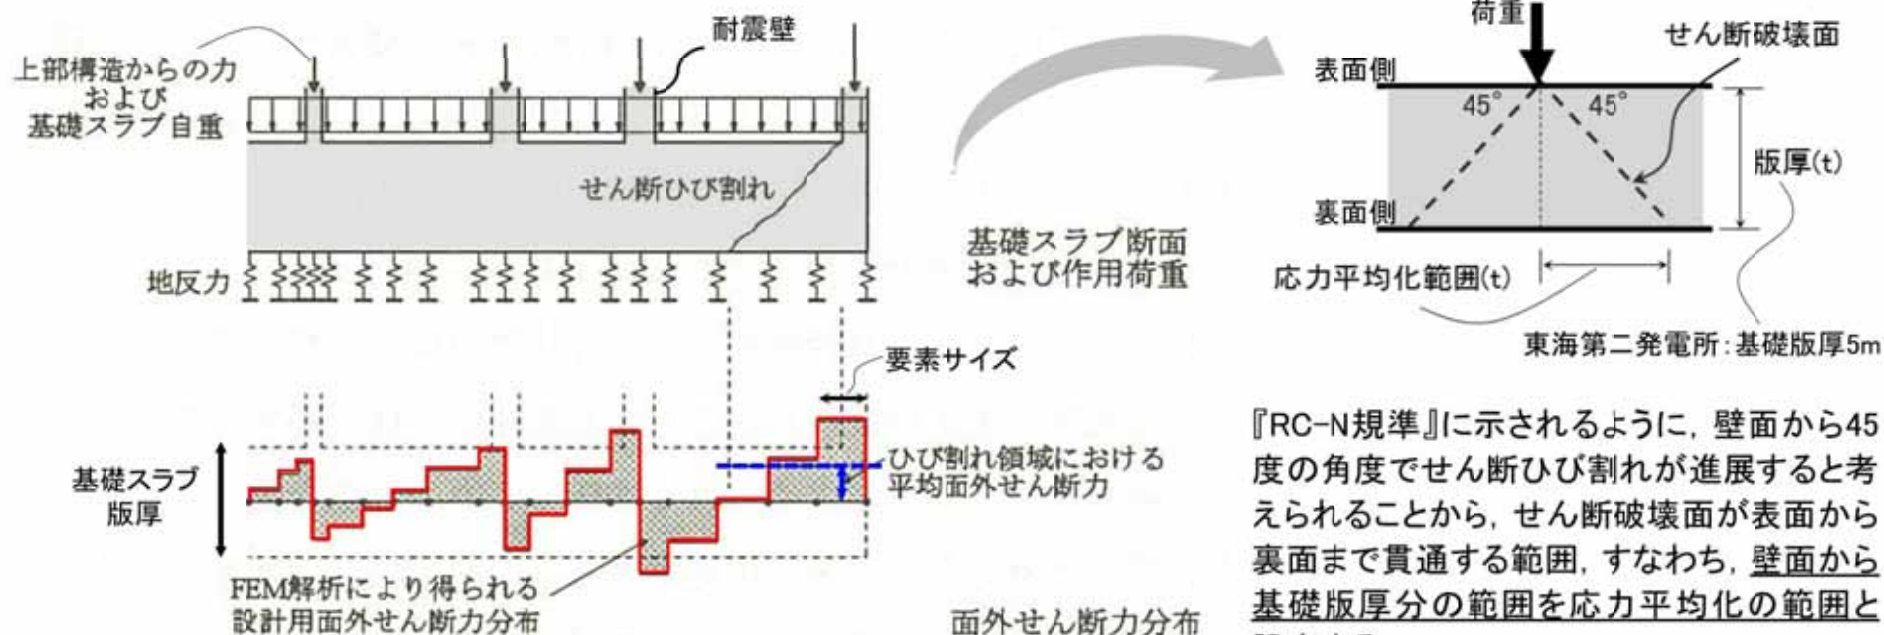 上部構造からの力
および
基礎スラブ自重
耐震壁
せん断ひび割れ
地反力
基礎スラブ断面
および作用荷重
荷重
せん断破壊面
表面側
45°
45°
版厚(t)
裏面側
応力平均化範囲(t)
東海第二発電所:基礎版厚5m
要素サイズ
基礎スラブ
版厚
ひび割れ領域における
平均面外せん断力
FEM解析により得られる
設計用面外せん断力分布
面外せん断力分布
『RC-N規準』に示されるように, 壁面から45
度の角度でせん断ひび割れが進展すると考
えられることから, せん断破壊面が表面から
裏面まで貫通する範囲, すなわち, 壁面から
基礎版厚分の範囲を応力平均化の範囲と